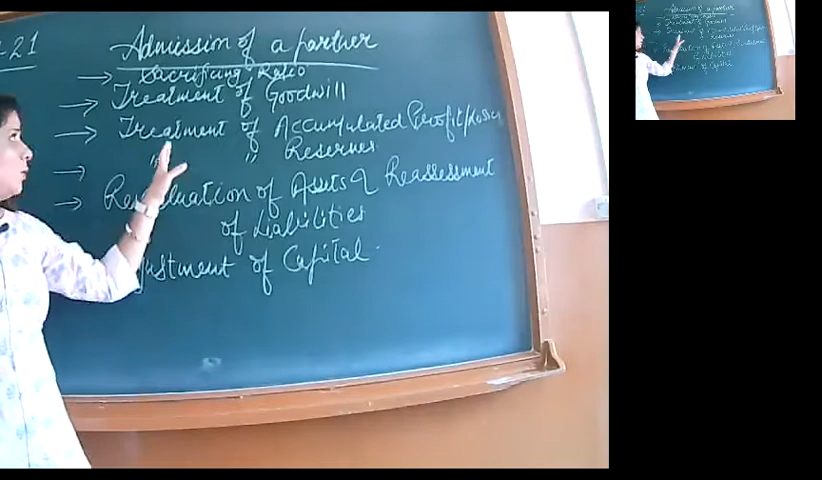 -21
Admission of a partner
→ Sacrificing Ratio
→ Treatment of Goodwill
→ Treatment of Accumulated Profit/Losses
→ " " Reserves
→ Revaluation of Assets & Reassessment
of Liabilities
justment of Capital